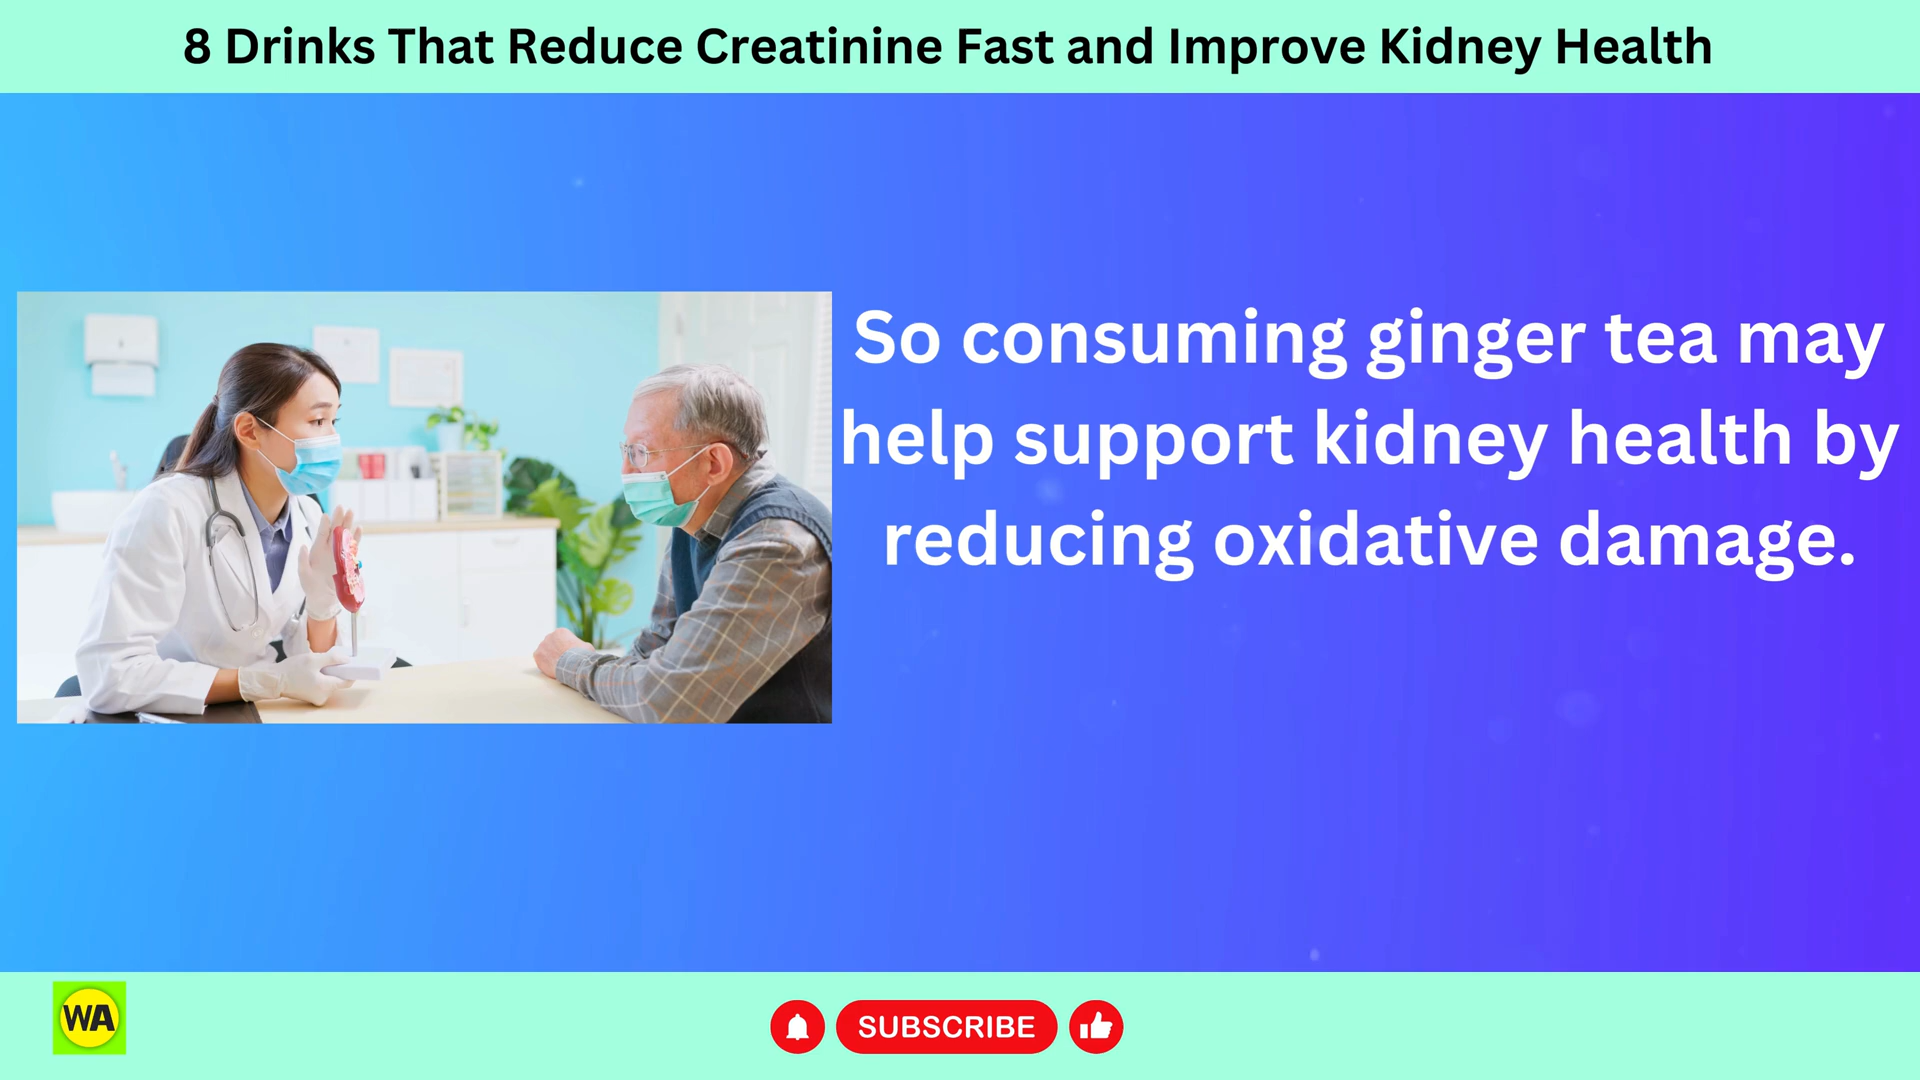 8 Drinks That Reduce Creatinine Fast and Improve Kidney Health
So consuming ginger tea may
help support kidney health by
reducing oxidative damage.
WA
SUBSCRIBE